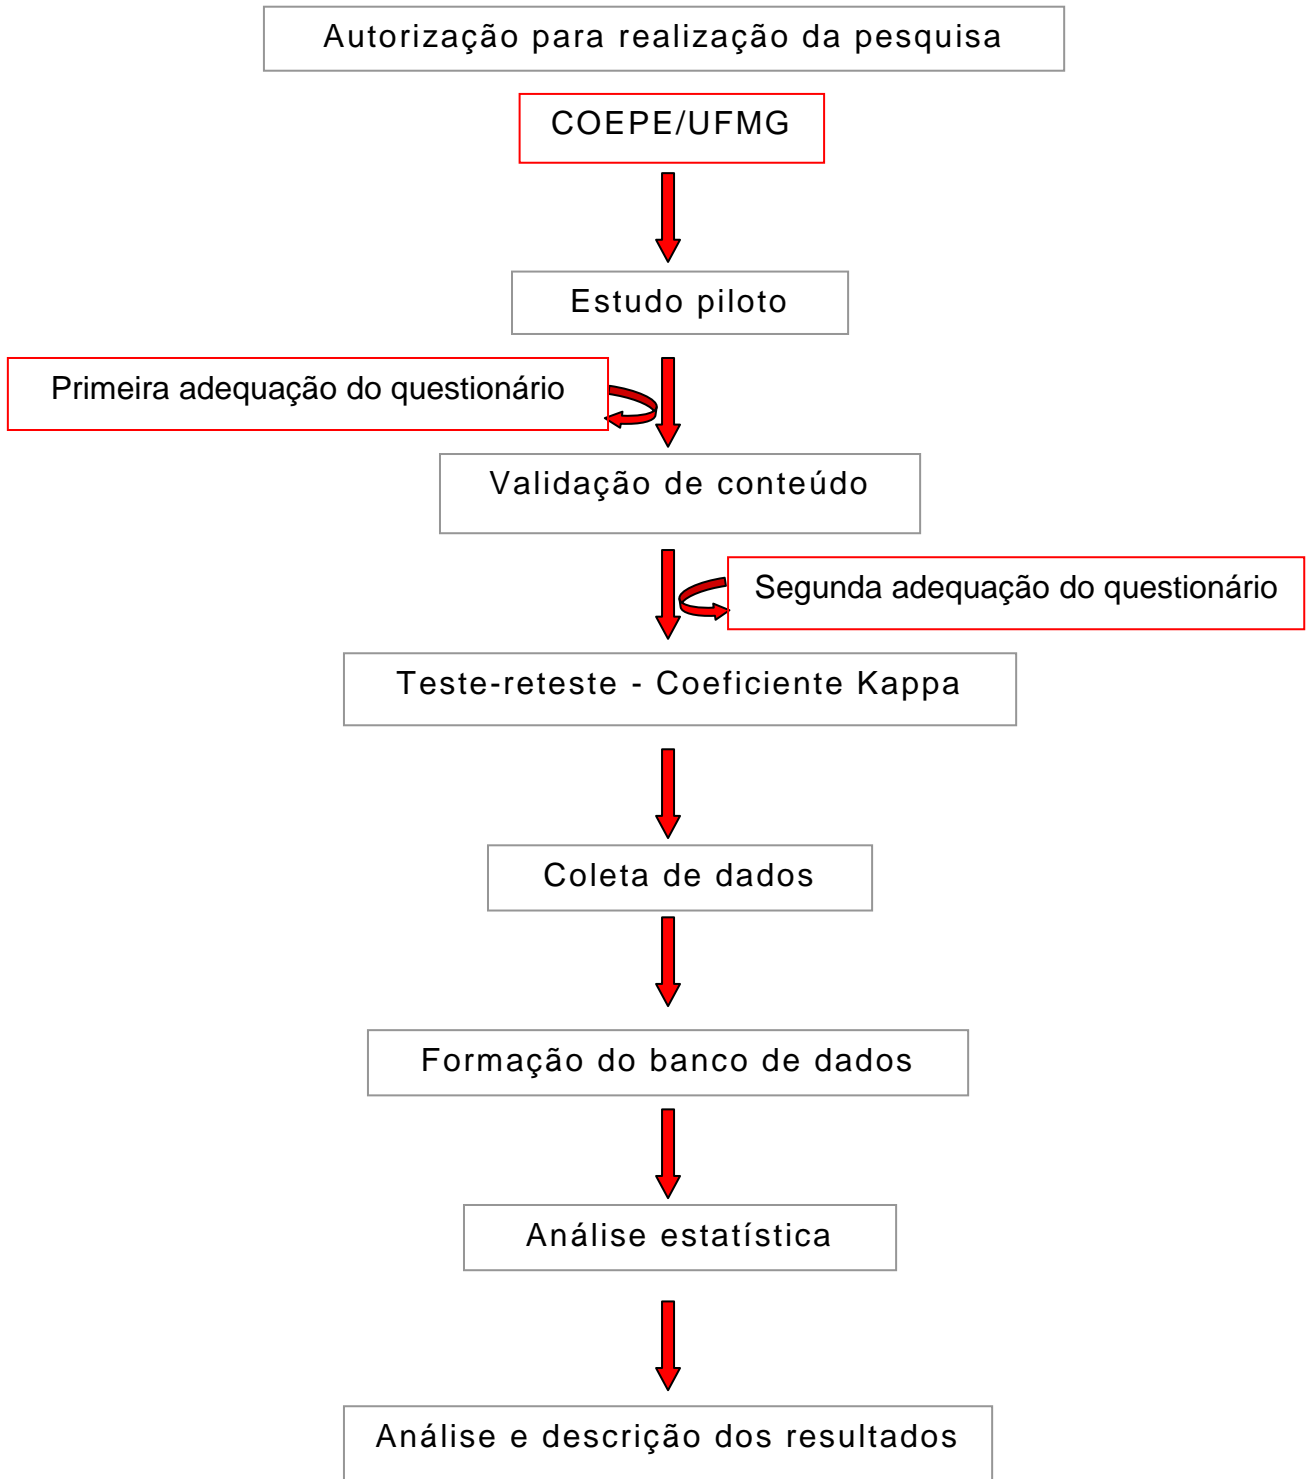 Autorização para realização da pesquisa
COEPE/UFMG
Estudo piloto
Primeira adequação do questionário
Validação de conteúdo
Segunda adequação do questionário
Teste-reteste - Coeficiente Kappa
Coleta de dados
Formação do banco de dados
Análise estatística
Análise e descrição dos resultados